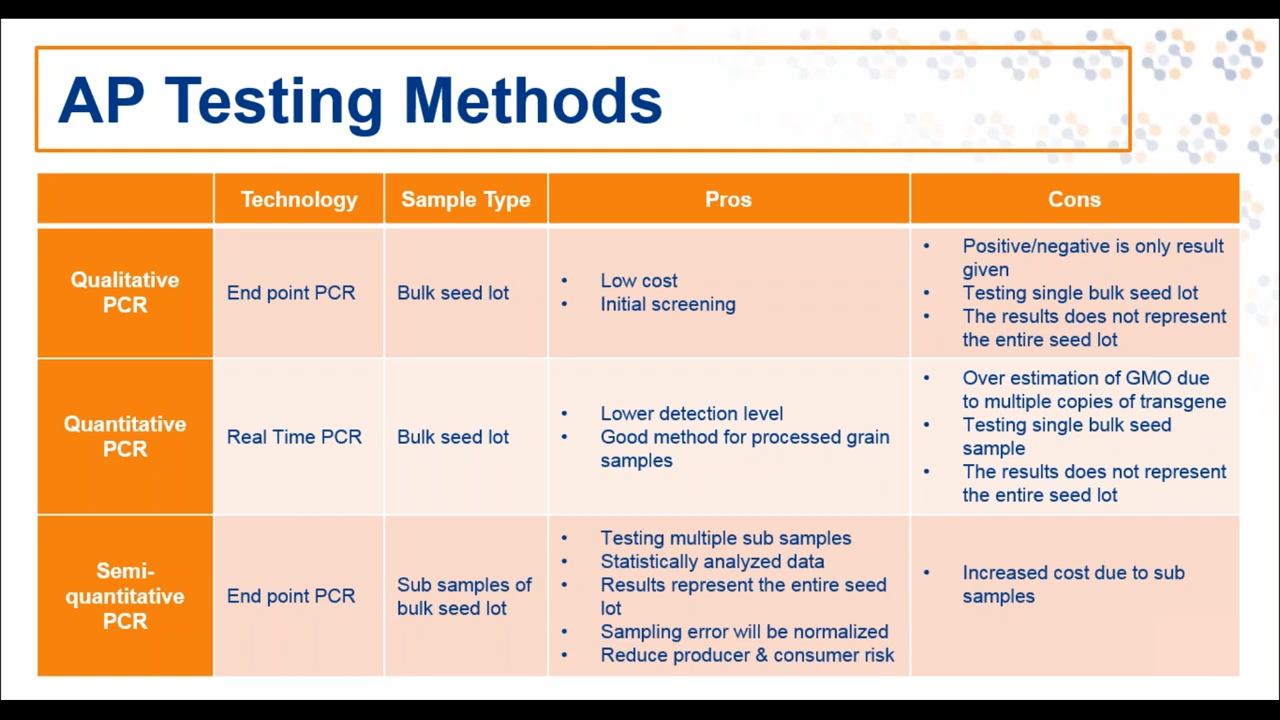 AP Testing Methods
Technology
Sample Type
Pros
Cons
Qualitative
PCR
End point PCR
Bulk seed lot
• Low cost
• Initial screening
• Positive/negative is only result
given
• Testing single bulk seed lot
• The results does not represent
the entire seed lot
Quantitative
PCR
Real Time PCR
Bulk seed lot
• Lower detection level
• Good method for processed grain
samples
• Over estimation of GMO due
to multiple copies of transgene
• Testing single bulk seed
sample
• The results does not represent
the entire seed lot
Semi-
quantitative
PCR
End point PCR
Sub samples of
bulk seed lot
• Testing multiple sub samples
• Statistically analyzed data
• Results represent the entire seed
lot
• Sampling error will be normalized
• Reduce producer & consumer risk
• Increased cost due to sub
samples